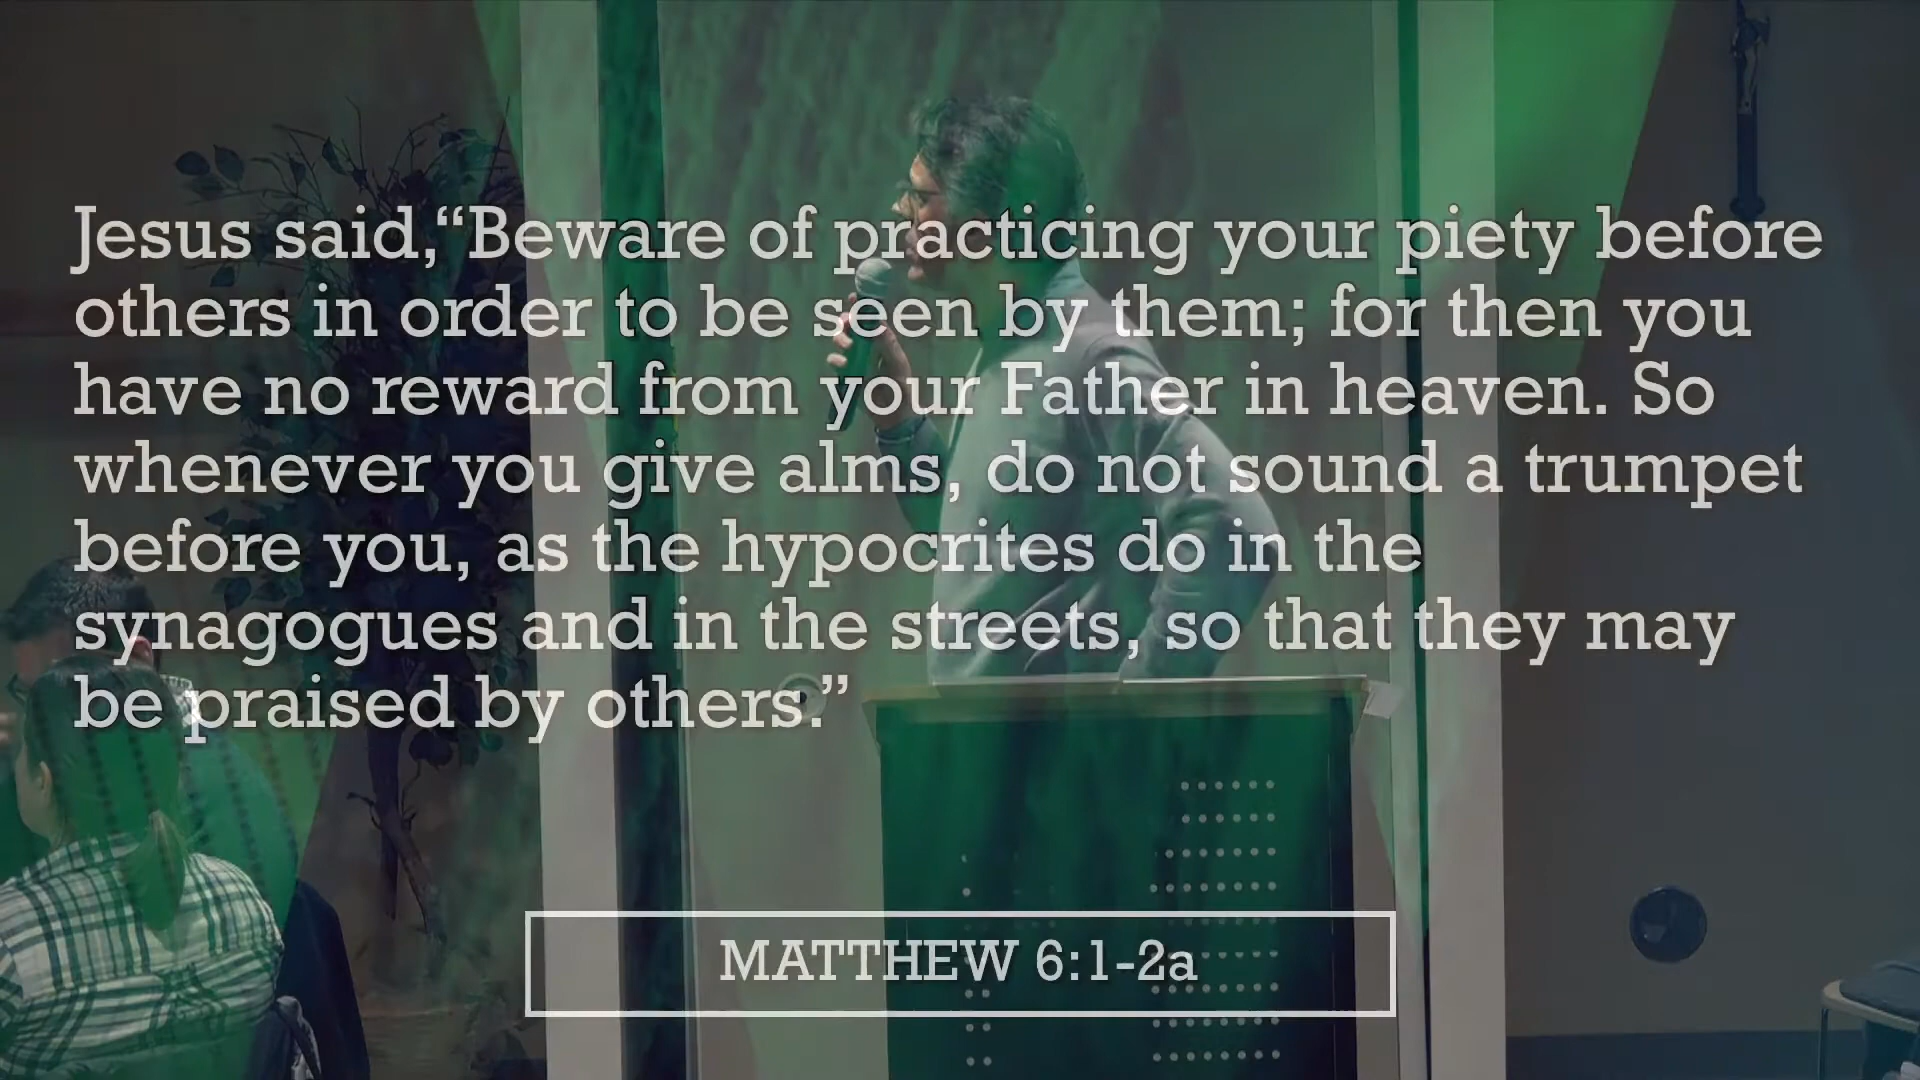 Jesus said,“Beware of practicing your piety before
others in order to be seen by them; for then you
have no reward from your Father in heaven. So
whenever you give alms, do not sound a trumpet
before you, as the hypocrites do in the
synagogues and in the streets, so that they may
be praised by others.”
MATTHEW 6:1-2a